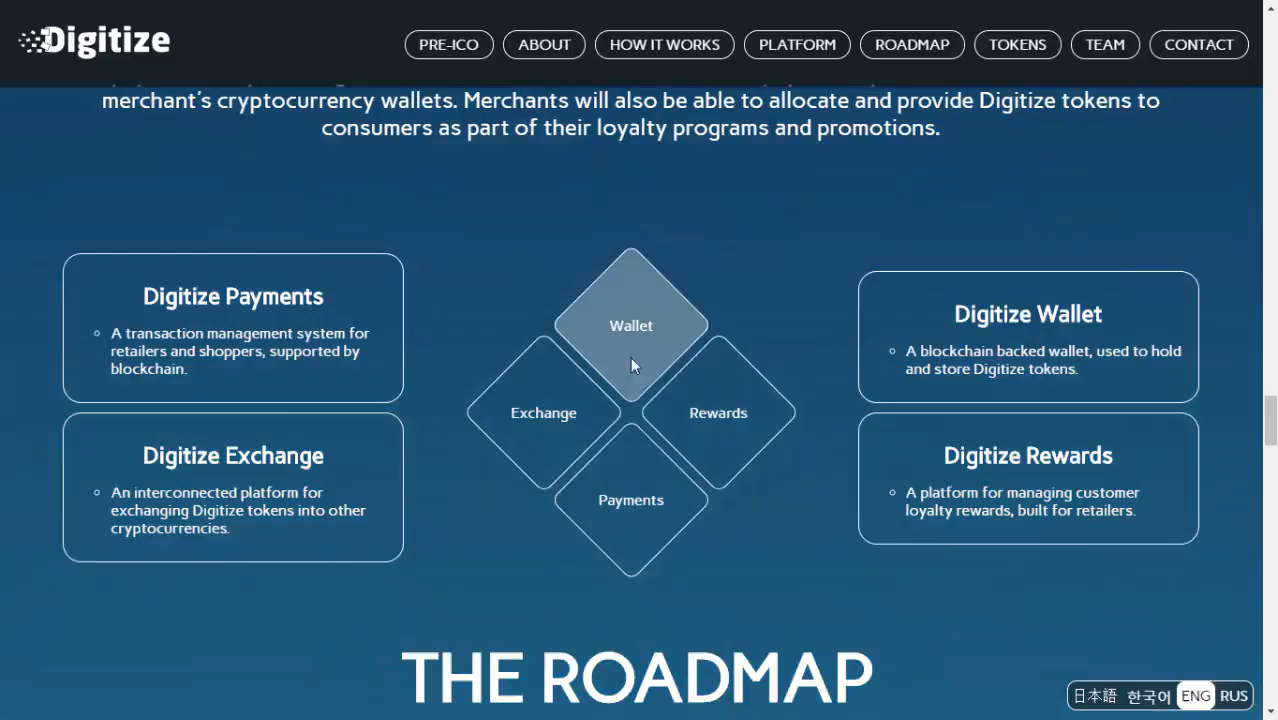 Digitize
PRE-ICO
ABOUT
HOW IT WORKS
PLATFORM
ROADMAP
TOKENS
TEAM
CONTACT
merchant's cryptocurrency wallets. Merchants will also be able to allocate and provide Digitize tokens to
consumers as part of their loyalty programs and promotions.
Digitize Payments
A transaction management system for
retailers and shoppers, supported by
blockchain.
Digitize Exchange
An interconnected platform for
exchanging Digitize tokens into other
cryptocurrencies.
Wallet
Exchange
Rewards
Payments
Digitize Wallet
A blockchain backed wallet, used to hold
and store Digitize tokens.
Digitize Rewards
A platform for managing customer
loyalty rewards, built for retailers.
THE ROADMAP
日本語
한국어
ENG
RUS